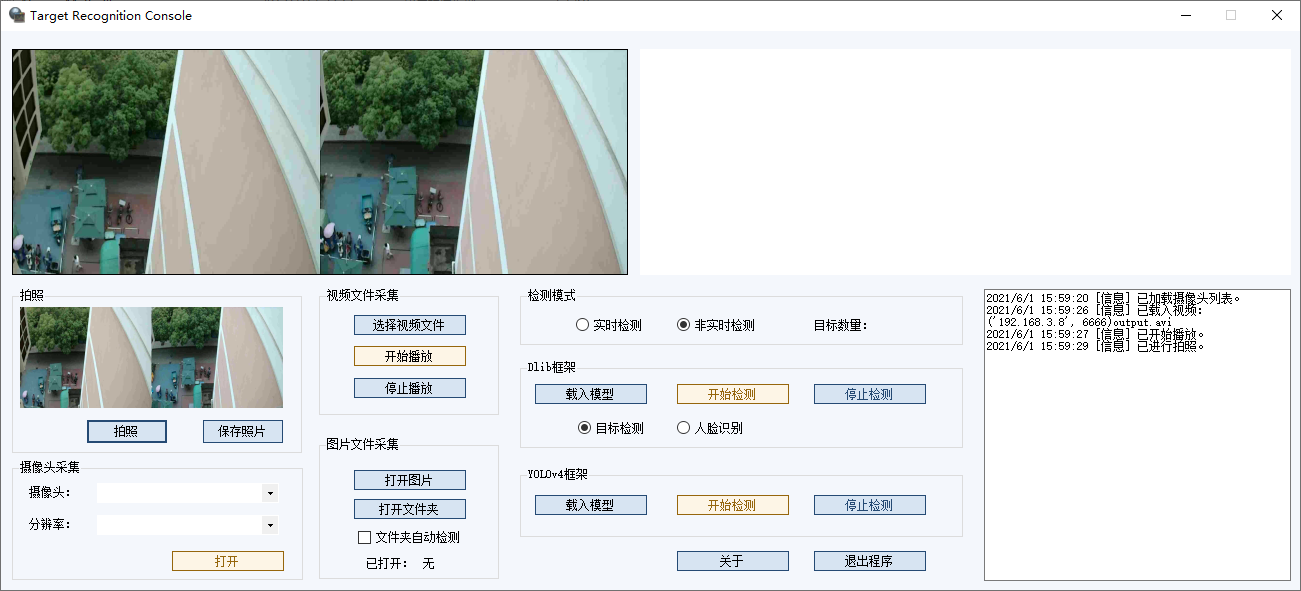 Target Recognition Console
拍照
拍照
保存照片
摄像头采集
摄像头:
分辨率:
打开
视频文件采集
选择视频文件
开始播放
停止播放
图片文件采集
打开图片
打开文件夹
文件夹自动检测
已打开: 无
检测模式
实时检测 非实时检测 目标数量:
Dlib框架
载入模型 开始检测 停止检测
目标检测 人脸识别
YOLOv4框架
载入模型 开始检测 停止检测
关于 退出程序
2021/6/1 15:59:20 [信息] 已加载摄像头列表。
2021/6/1 15:59:26 [信息] 已载入视频:
('192.168.3.8', 6666)output.avi
2021/6/1 15:59:27 [信息] 已开始播放。
2021/6/1 15:59:29 [信息] 已进行拍照。